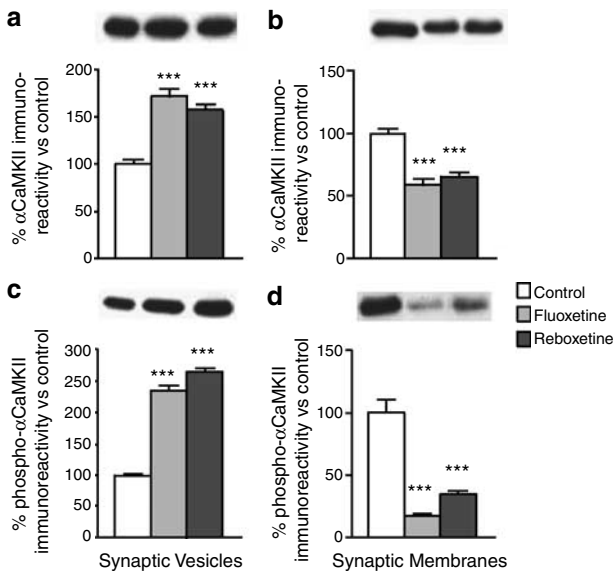 a
200
150
100
50
0
% αCaMKII immuno-
reactivity vs control
***
***
b
150
100
50
0
% αCaMKII immuno-
reactivity vs control
***
***
c
300
250
200
150
100
50
0
% phospho-αCaMKII
immunoreactivity vs control
***
***
Synaptic Vesicles
d
150
100
50
0
% phospho-αCaMKII
immunoreactivity vs control
***
***
Synaptic Membranes
Control
Fluoxetine
Reboxetine